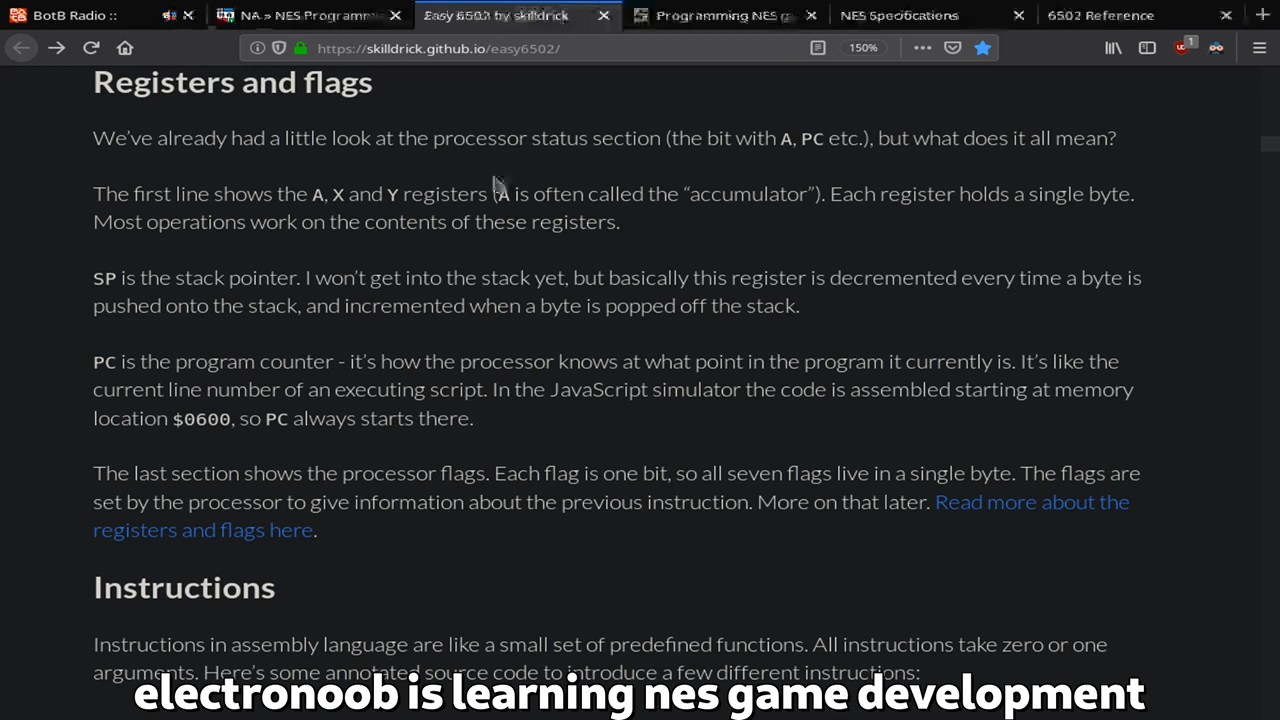 BotB Radio ::
NA » NES Programm
Easy 6502 by skilldrick
Programming NES g
NES Specifications
6502 Reference
https://skilldrick.github.io/easy6502/
150%
1
Registers and flags
We’ve already had a little look at the processor status section (the bit with A, PC etc.), but what does it all mean?
The first line shows the A, X and Y registers (A is often called the “accumulator”). Each register holds a single byte.
Most operations work on the contents of these registers.
SP is the stack pointer. I won’t get into the stack yet, but basically this register is decremented every time a byte is
pushed onto the stack, and incremented when a byte is popped off the stack.
PC is the program counter - it’s how the processor knows at what point in the program it currently is. It’s like the
current line number of an executing script. In the JavaScript simulator the code is assembled starting at memory
location $0600, so PC always starts there.
The last section shows the processor flags. Each flag is one bit, so all seven flags live in a single byte. The flags are
set by the processor to give information about the previous instruction. More on that later. Read more about the
registers and flags here.
Instructions
Instructions in assembly language are like a small set of predefined functions. All instructions take zero or one
arguments. Here’s some annotated source code to introduce a few different instructions:
electronoob is learning nes game development